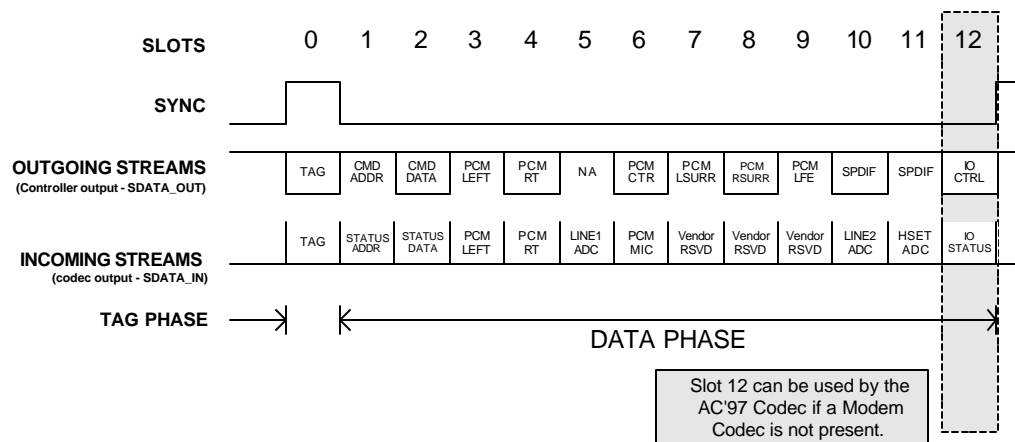 SLOTS 0 1 2 3 4 5 6 7 8 9 10 11 12
SYNC
OUTGOING STREAMS
(Controller output - SDATA_OUT)
TAG CMD ADDR CMD DATA PCM LEFT PCM RT NA PCM CTR PCM LSURR PCM RSURR PCM LFE SPDIF SPDIF IO CTRL
INCOMING STREAMS
(codec output - SDATA_IN)
TAG STATUS ADDR STATUS DATA PCM LEFT PCM RT LINE1 ADC PCM MIC Vendor RSVD Vendor RSVD Vendor RSVD LINE2 ADC HSET ADC IO STATUS
TAG PHASE
DATA PHASE
Slot 12 can be used by the
AC'97 Codec if a Modem
Codec is not present.